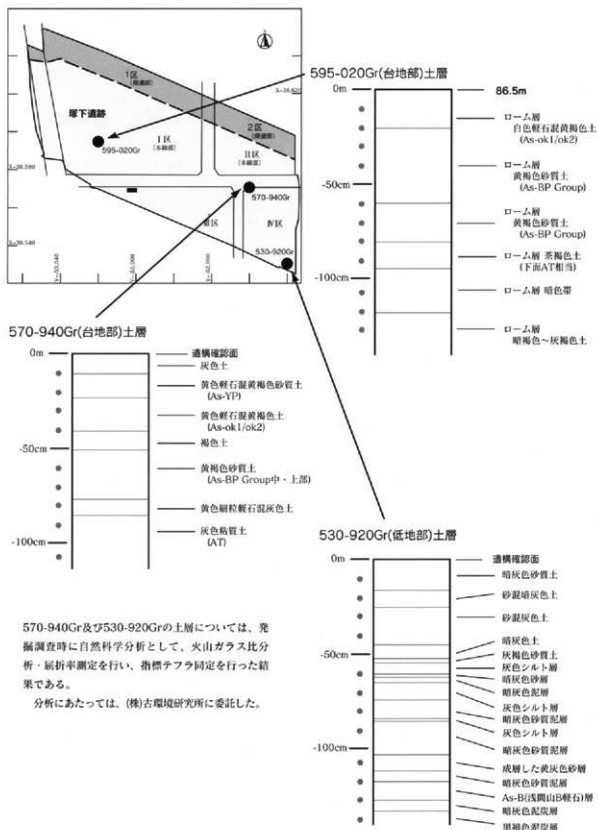 1区
[側道部]
塚下遺跡
595-020Gr
I区
[本線部]
2区
[側道部]
II区
[本線部]
570-940Gr
IV区
530-920Gr
595-020Gr(台地部)土層
0m
86.5m
ローム層
白色軽石混黄褐色土
(As-ok1/ok2)
ローム層
黄褐色砂質土
(As-BP Group)
-50cm
ローム層
黄褐色砂質土
(As-BP Group)
ローム層 茶褐色土
(下面AT相当)
-100cm
ローム層 暗色帯
ローム層
暗褐色～灰褐色土
570-940Gr(台地部)土層
0m
遺構確認面
灰色土
黄色軽石混黄褐色砂質土
(As-YP)
黄色軽石混黄褐色土
(As-ok1/ok2)
-50cm
褐色土
黄褐色砂質土
(As-BP Group中・上部)
黄色細粒軽石混灰色土
灰色粘質土
(AT)
-100cm
570-940Gr及び530-920Grの土層については、発
掘調査時に自然科学分析として、火山ガラス比分
析・屈折率測定を行い、指標テフラ同定を行った結
果である。
分析にあたっては、(株)古環境研究所に委託した。
530-920Gr(低地部)土層
0m
遺構確認面
暗灰色砂質土
砂混暗灰色土
砂混灰色土
暗灰色土
-50cm
灰褐色砂質土
灰色シルト層
暗灰色砂層
暗灰色泥層
灰色シルト層
暗灰色砂質泥層
灰色シルト層
暗灰色砂質泥層
-100cm
成層した黄灰色砂層
暗灰色砂質泥層
As-B(浅間山B軽石)層
暗灰色泥炭層
黒褐色泥炭層